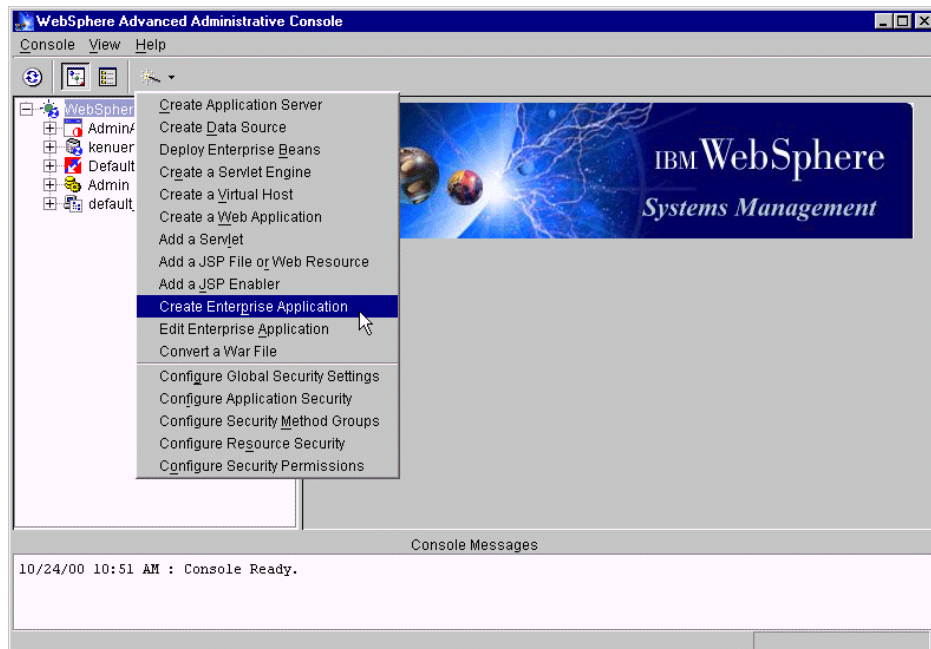 WebSphere Advanced Administrative Console
Console View Help
WebSpher
AdminA
kenuer
Default
Admin
default_
Create Application Server
Create Data Source
Deploy Enterprise Beans
Create a Servlet Engine
Create a Virtual Host
Create a Web Application
Add a Servlet
Add a JSP File or Web Resource
Add a JSP Enabler
Create Enterprise Application
Edit Enterprise Application
Convert a War File
Configure Global Security Settings
Configure Application Security
Configure Security Method Groups
Configure Resource Security
Configure Security Permissions
IBM WebSphere
Systems Management
Console Messages
10/24/00 10:51 AM : Console Ready.